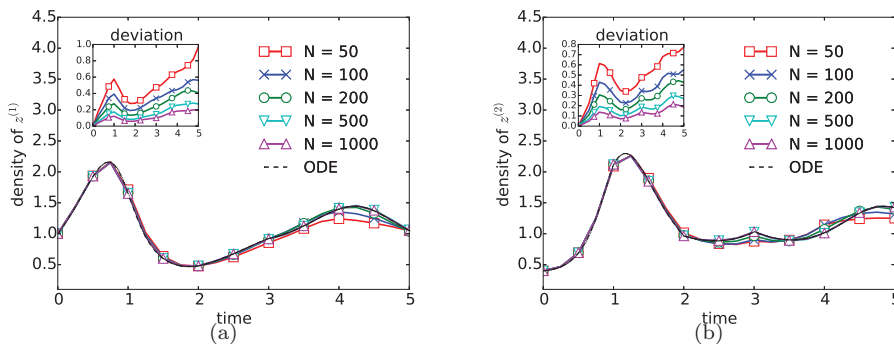 4.5
4.0
3.5
3.0
2.5
2.0
1.5
1.0
0.5
density of z(1)
deviation
1.0
0.8
0.6
0.4
0.2
0.0
0 1 2 3 4 5
N = 50
N = 100
N = 200
N = 500
N = 1000
ODE
0 1 2 3 4 5
time
(a)
4.5
4.0
3.5
3.0
2.5
2.0
1.5
1.0
0.5
density of z(2)
deviation
0.8
0.7
0.6
0.5
0.4
0.3
0.2
0.1
0.0
0 1 2 3 4 5
N = 50
N = 100
N = 200
N = 500
N = 1000
ODE
0 1 2 3 4 5
time
(b)